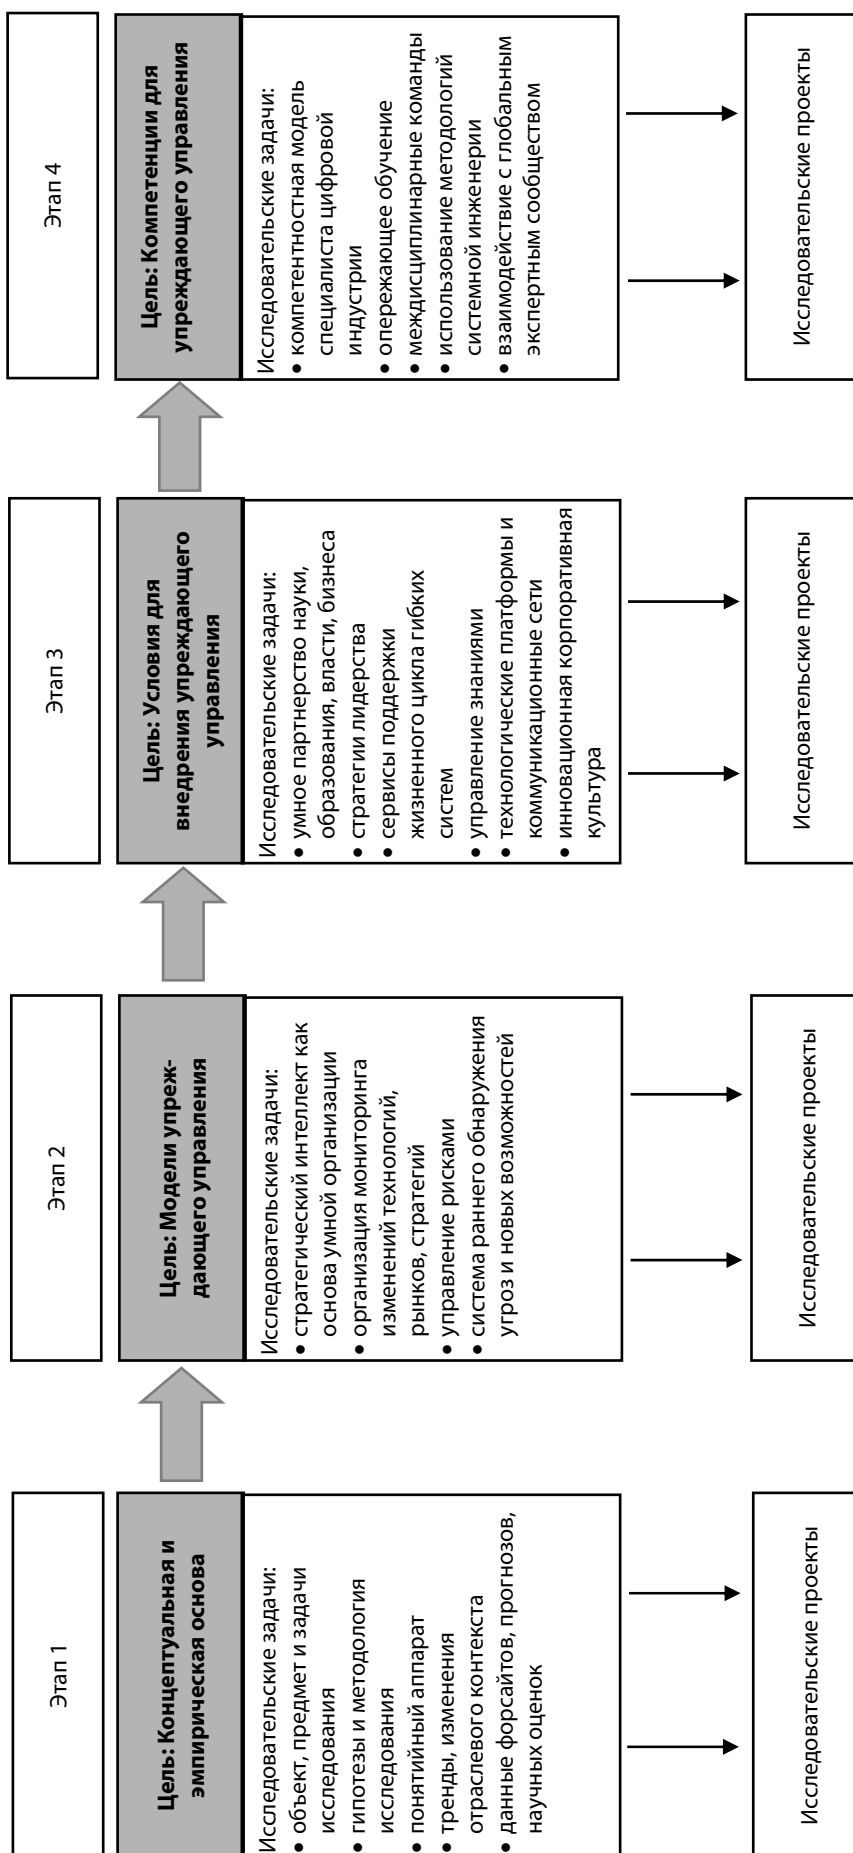 Этап 1
Цель: Концептуальная и
эмпирическая основа
Исследовательские задачи:
• объект, предмет и задачи
исследования
• гипотезы и методология
исследования
• понятийный аппарат
• тренды, изменения
отраслевого контекста
• данные форсайтов, прогнозов,
научных оценок
Исследовательские проекты
Этап 2
Цель: Модели упреж-
дающего управления
Исследовательские задачи:
• стратегический интеллект как
основа умной организации
• организация мониторинга
изменений технологий,
рынков, стратегий
• управление рисками
• система раннего обнаружения
угроз и новых возможностей
Исследовательские проекты
Этап 3
Цель: Условия для
внедрения упреждающего
управления
Исследовательские задачи:
• умное партнерство науки,
образования, власти, бизнеса
• стратегии лидерства
• сервисы поддержки
жизненного цикла гибких
систем
• управление знаниями
• технологические платформы и
коммуникационные сети
• инновационная корпоративная
культура
Исследовательские проекты
Этап 4
Цель: Компетенции для
упреждающего управления
Исследовательские задачи:
• компетентностная модель
специалиста цифровой
индустрии
• опережающее обучение
• междисциплинарные команды
• использование методологий
системной инженерии
• взаимодействие с глобальным
экспертным сообществом
Исследовательские проекты